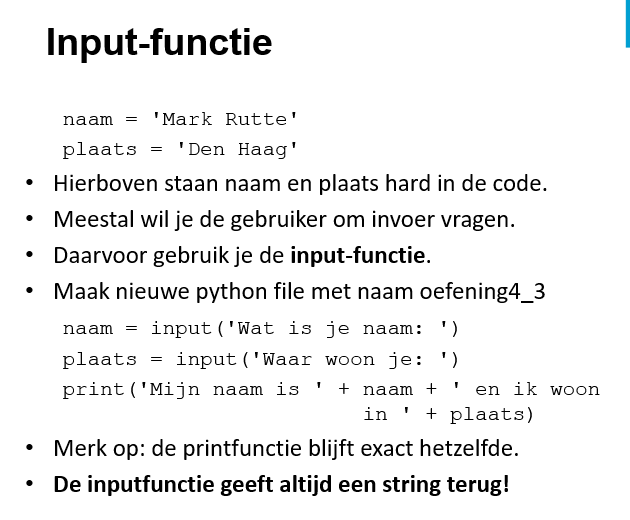 Input-functie
naam = 'Mark Rutte'
plaats = 'Den Haag'
• Hierboven staan naam en plaats hard in de code.
• Meestal wil je de gebruiker om invoer vragen.
• Daarvoor gebruik je de input-functie.
• Maak nieuwe python file met naam oefening4_3
naam = input('Wat is je naam: ')
plaats = input('Waar woon je: ')
print('Mijn naam is ' + naam + ' en ik woon
in ' + plaats)
• Merk op: de printfunctie blijft exact hetzelfde.
• De inputfunctie geeft altijd een string terug!